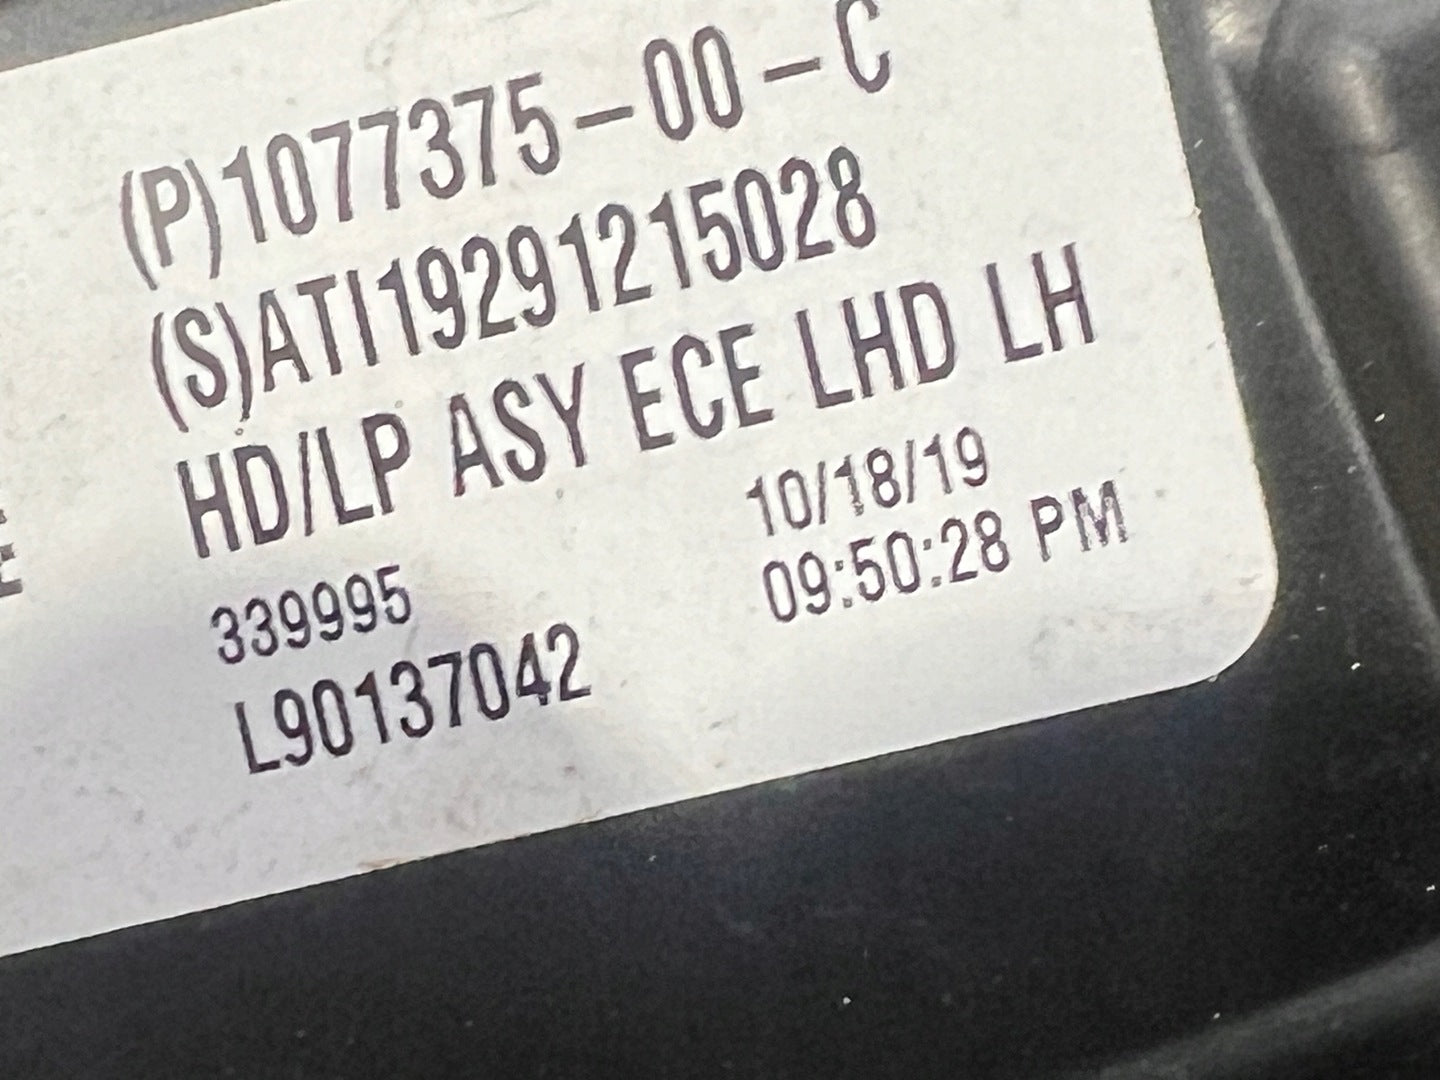 (P)1077375-00-C
(S)ATI19291215028
HD/LP ASY ECE LHD LH
10/18/19
339995
09:50:28 PM
L90137042